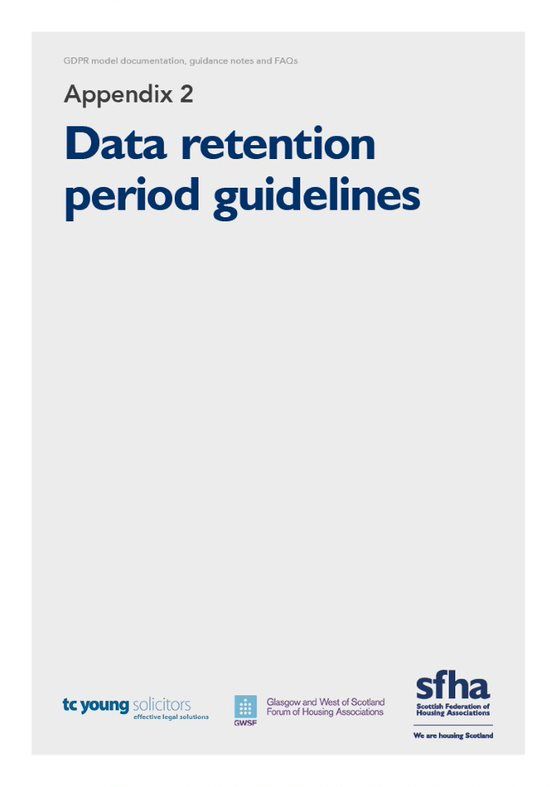 GDPR model documentation, guidance notes and FAQs
Appendix 2
Data retention
period guidelines
tc young solicitors
effective legal solutions
GWSF
Glasgow and West of Scotland
Forum of Housing Associations
sfha
Scottish Federation of
Housing Associations
We are housing Scotland